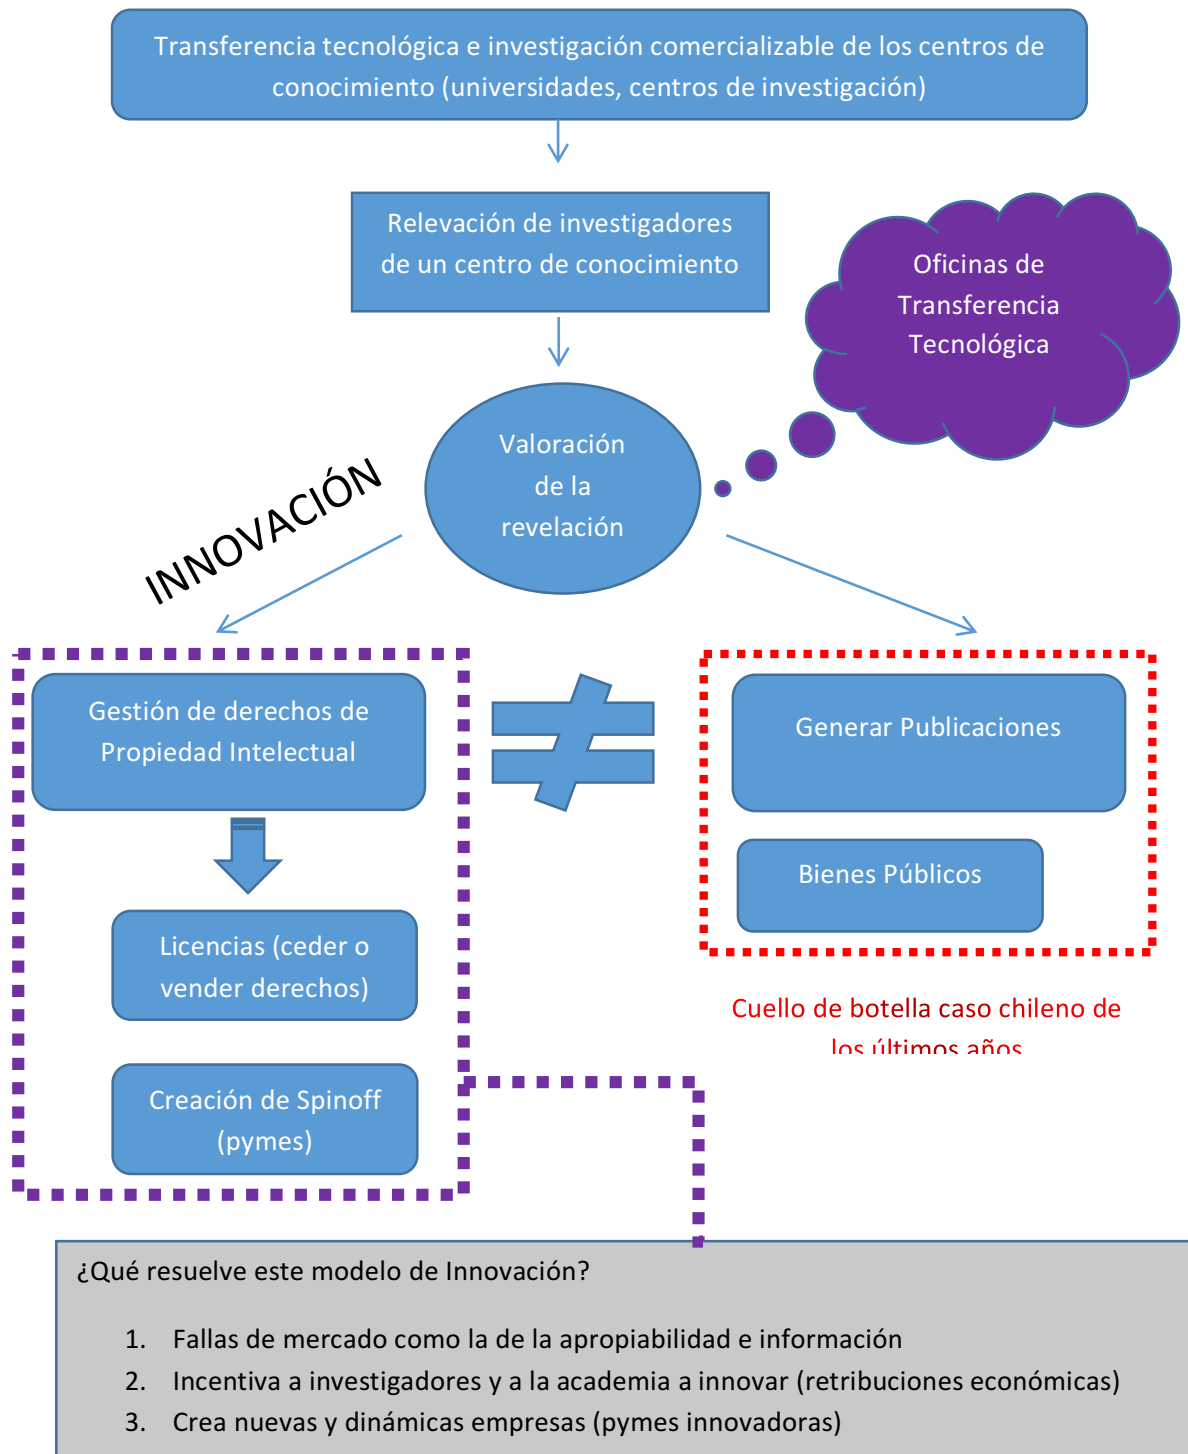 Transferencia tecnológica e investigación comercializable de los centros de
conocimiento (universidades, centros de investigación)
Relevación de investigadores
de un centro de conocimiento
Oficinas de
Transferencia
Tecnológica
Valoración
de la
revelación
INNOVACIÓN
Gestión de derechos de
Propiedad Intelectual
Generar Publicaciones
Bienes Públicos
Licencias (ceder o
vender derechos)
Cuello de botella caso chileno de
los últimos años
Creación de Spinoff
(pymes)
¿Qué resuelve este modelo de Innovación?
1. Fallas de mercado como la de la apropiabilidad e información
2. Incentiva a investigadores y a la academia a innovar (retribuciones económicas)
3. Crea nuevas y dinámicas empresas (pymes innovadoras)